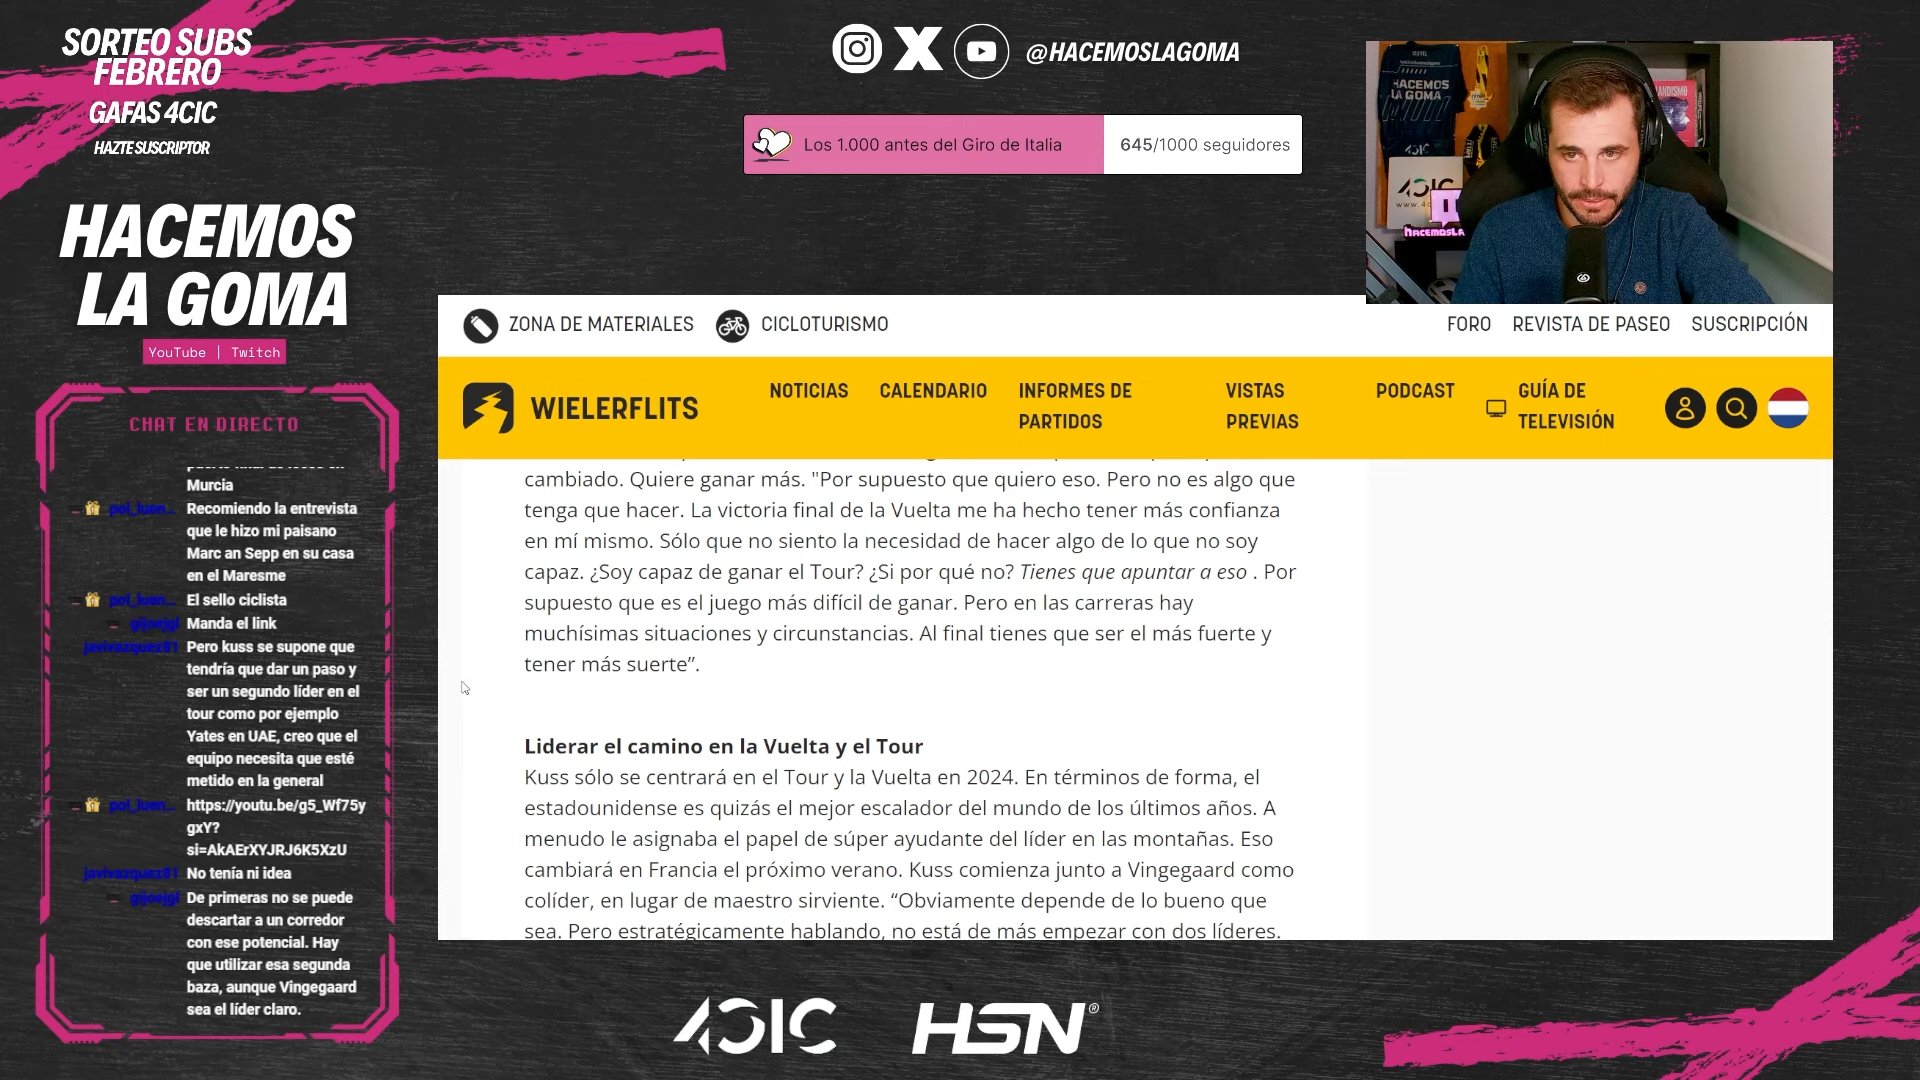 SORTEO SUBS
FEBRERO
GAFAS 4CIC
HAZTE SUSCRIPTOR
HACEMOS
LA GOMA
YouTube | Twitch
@HACEMOSLAGOMA
Los 1.000 antes del Giro de Italia
645/1000 seguidores
HACEMOS
LA GOMA
CHAT EN DIRECTO
Murcia
pol_luen... Recomiendo la entrevista
que le hizo mi paisano
Marc an Sepp en su casa
en el Maresme
pol_luen... El sello ciclista
gijoejgl Manda el link
javivazquez81 Pero kuss se supone que
tendría que dar un paso y
ser un segundo líder en el
tour como por ejemplo
Yates en UAE, creo que el
equipo necesita que esté
metido en la general
pol_luen... https://youtu.be/g5_Wf75y
gxY?
si=AkAErXYJRJ6K5XzU
javivazquez81 No tenía ni idea
gijoejgl De primeras no se puede
descartar a un corredor
con ese potencial. Hay
que utilizar esa segunda
baza, aunque Vingegaard
sea el líder claro.
ZONA DE MATERIALES
CICLOTURISMO
FORO
REVISTA DE PASEO
SUSCRIPCIÓN
WIELERFLITS
NOTICIAS
CALENDARIO
INFORMES DE
PARTIDOS
VISTAS
PREVIAS
PODCAST
GUÍA DE
TELEVISIÓN
cambiado. Quiere ganar más. "Por supuesto que quiero eso. Pero no es algo que
tenga que hacer. La victoria final de la Vuelta me ha hecho tener más confianza
en mí mismo. Sólo que no siento la necesidad de hacer algo de lo que no soy
capaz. ¿Soy capaz de ganar el Tour? ¿Si por qué no? Tienes que apuntar a eso . Por
supuesto que es el juego más difícil de ganar. Pero en las carreras hay
muchísimas situaciones y circunstancias. Al final tienes que ser el más fuerte y
tener más suerte”.
Liderar el camino en la Vuelta y el Tour
Kuss sólo se centrará en el Tour y la Vuelta en 2024. En términos de forma, el
estadounidense es quizás el mejor escalador del mundo de los últimos años. A
menudo le asignaba el papel de súper ayudante del líder en las montañas. Eso
cambiará en Francia el próximo verano. Kuss comienza junto a Vingegaard como
colíder, en lugar de maestro sirviente. “Obviamente depende de lo bueno que
sea. Pero estratégicamente hablando, no está de más empezar con dos líderes.
4CIC
HSN®